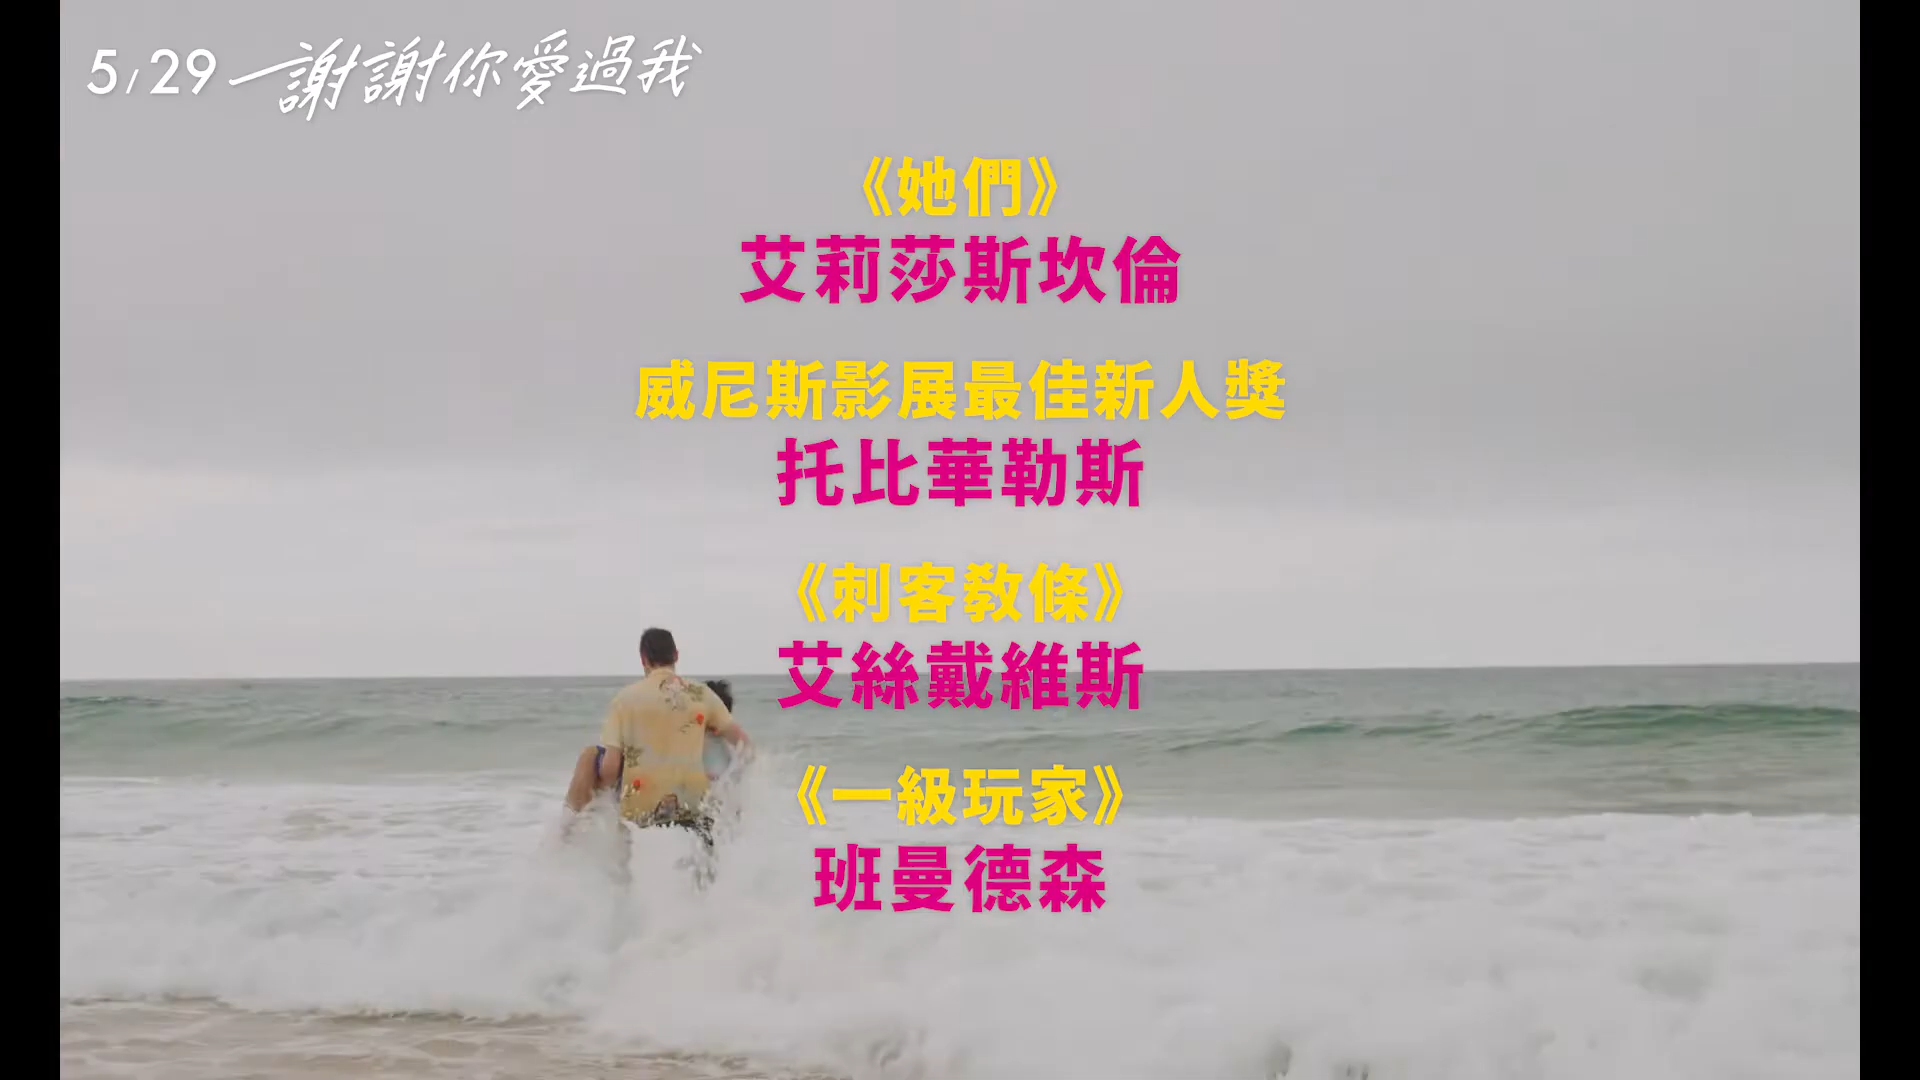 5/29 謝謝你愛過我
《她們》
艾莉莎斯坎倫
威尼斯影展最佳新人獎
托比華勒斯
《刺客教條》
艾絲戴維斯
《一級玩家》
班曼德森